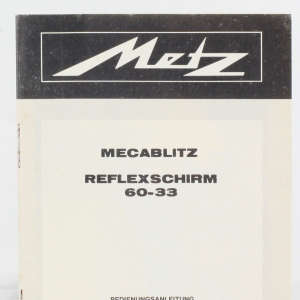 Metz
MECABLITZ
REFLEXSCHIRM
60-33
BEDIENUNGSANLEITUNG